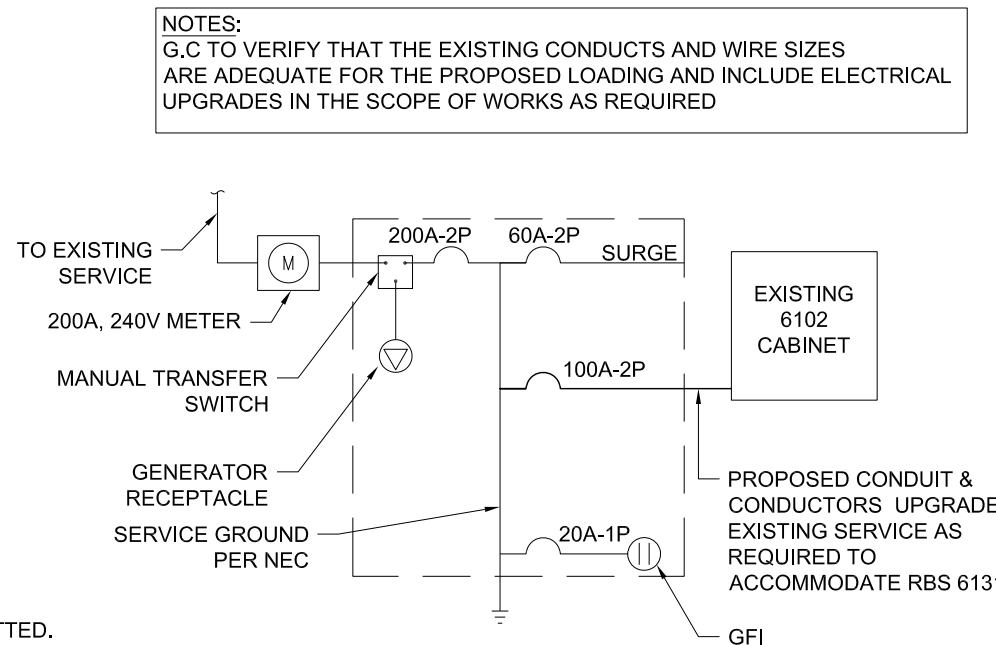 NOTES:
G.C TO VERIFY THAT THE EXISTING CONDUCTS AND WIRE SIZES
ARE ADEQUATE FOR THE PROPOSED LOADING AND INCLUDE ELECTRICAL
UPGRADES IN THE SCOPE OF WORKS AS REQUIRED
TO EXISTING
SERVICE
M
200A, 240V METER
MANUAL TRANSFER
SWITCH
GENERATOR
RECEPTACLE
SERVICE GROUND
PER NEC
200A-2P
60A-2P
SURGE
100A-2P
20A-1P
EXISTING
6102
CABINET
PROPOSED CONDUIT &
CONDUCTORS UPGRADE
EXISTING SERVICE AS
REQUIRED TO
ACCOMMODATE RBS
GFI
TTED.